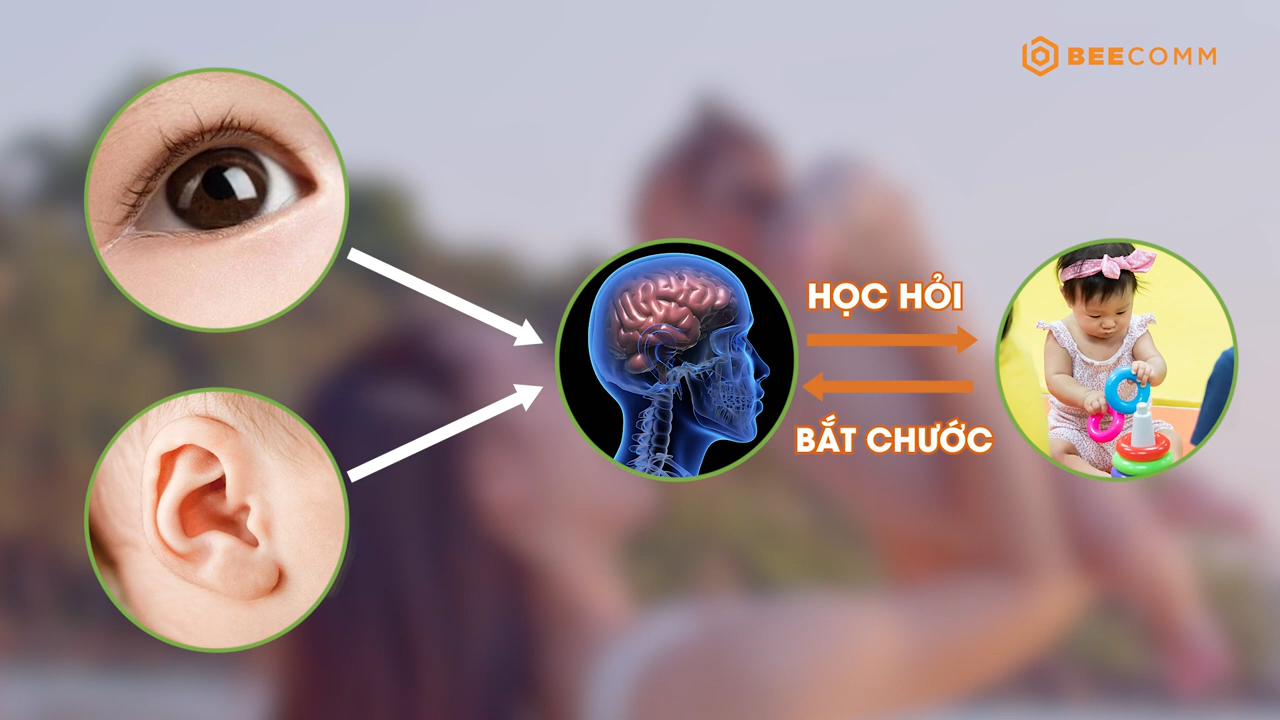 BEECOMM
HỌC HỎI
BẮT CHƯỚC